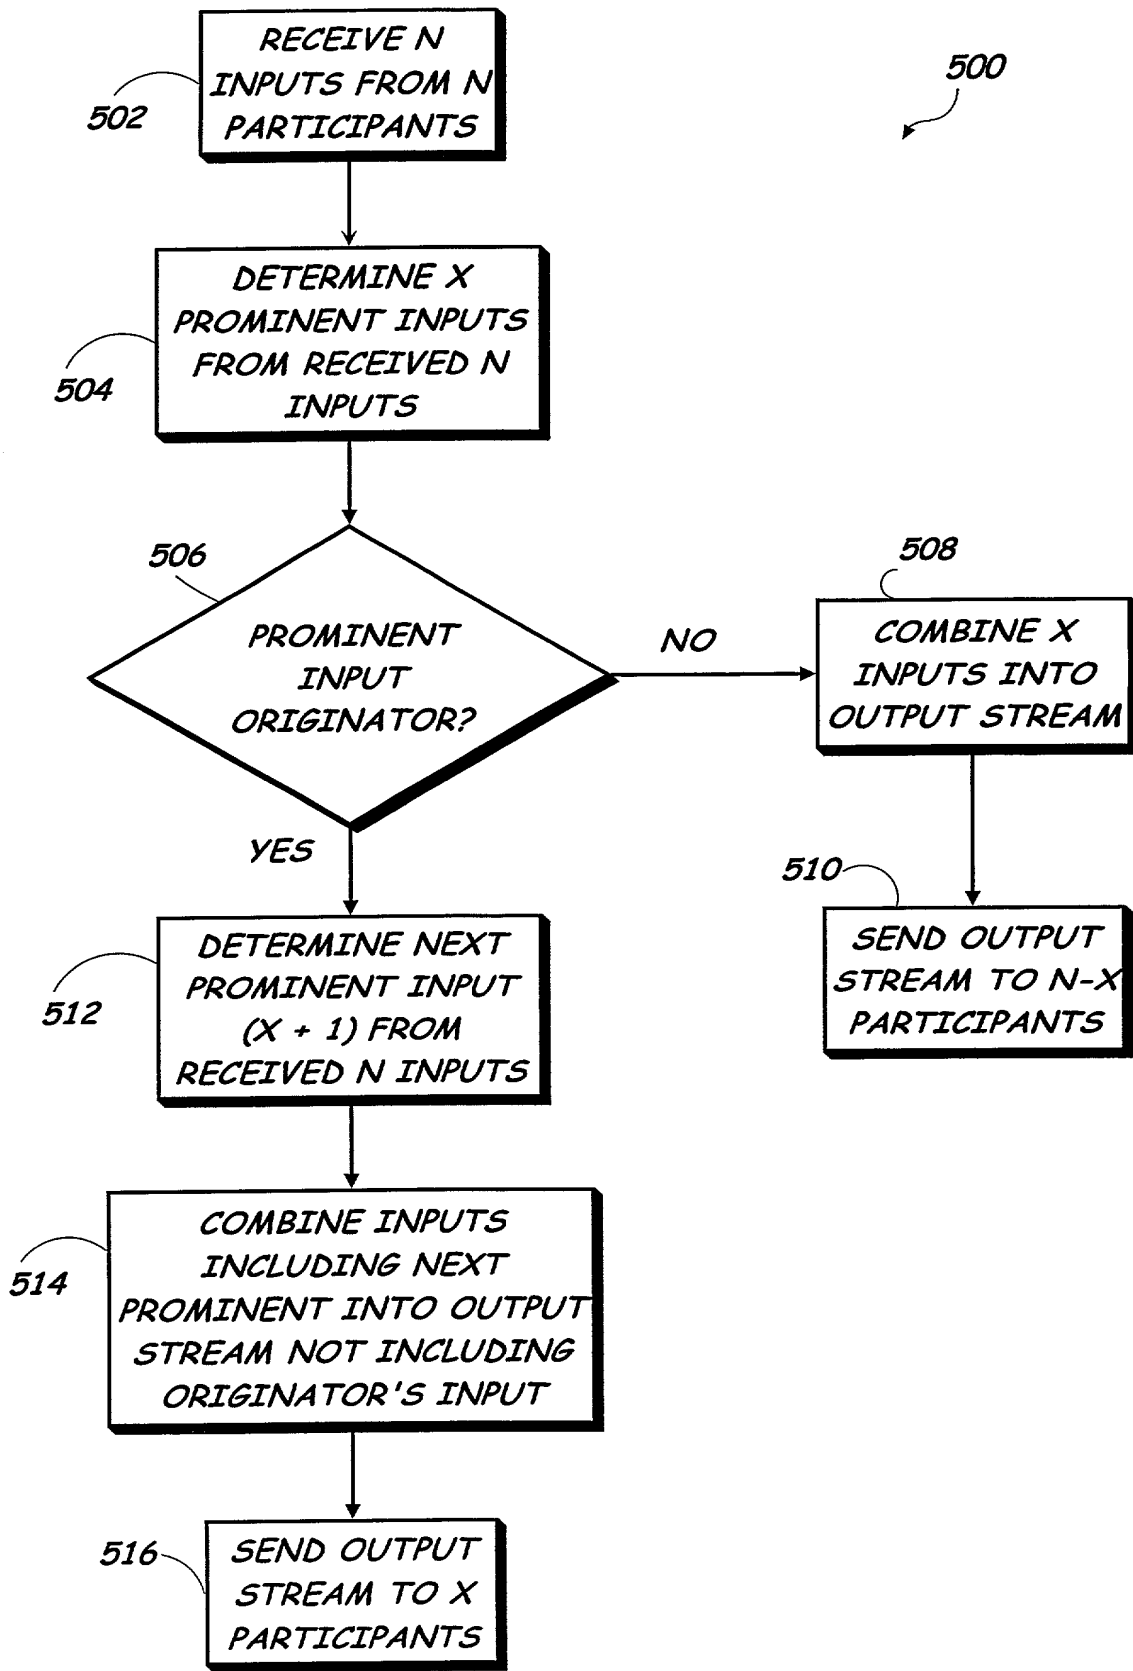 RECEIVE N
INPUTS FROM N
PARTICIPANTS
502
500
DETERMINE X
PROMINENT INPUTS
FROM RECEIVED N
INPUTS
504
506
PROMINENT
INPUT
ORIGINATOR?
NO
508
COMBINE X
INPUTS INTO
OUTPUT STREAM
YES
510
SEND OUTPUT
STREAM TO N-X
PARTICIPANTS
DETERMINE NEXT
PROMINENT INPUT
(X + 1) FROM
RECEIVED N INPUTS
512
COMBINE INPUTS
INCLUDING NEXT
PROMINENT INTO OUTPUT
STREAM NOT INCLUDING
ORIGINATOR'S INPUT
514
516
SEND OUTPUT
STREAM TO X
PARTICIPANTS